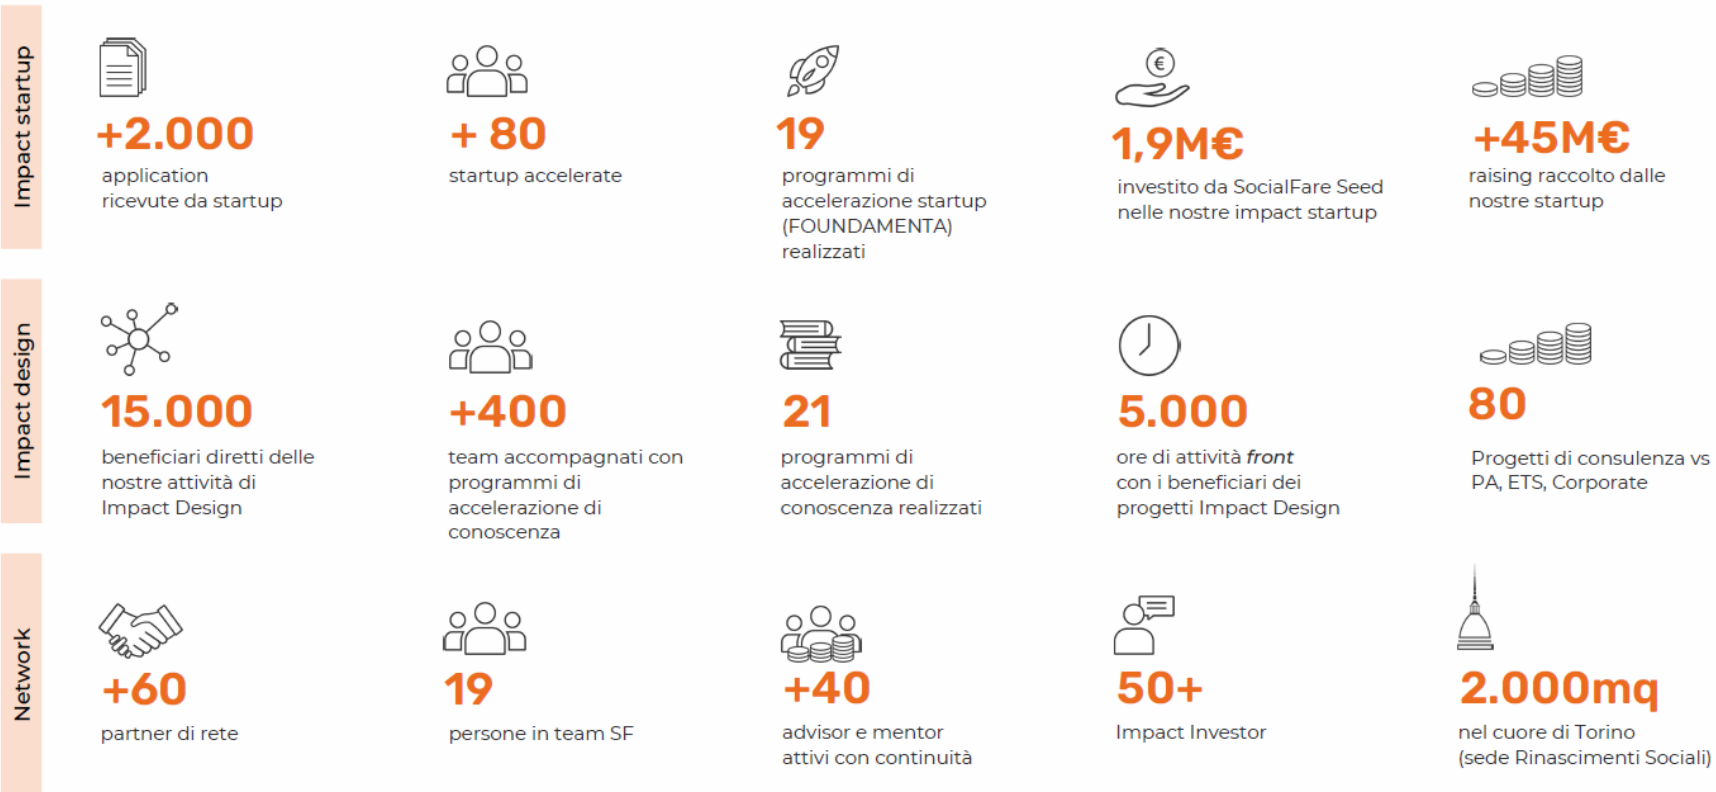 Impact startup
+2.000
application
ricevute da startup
+ 80
startup accelerate
19
programmi di
accelerazione startup
(FOUNDAMENTA)
realizzati
€
1,9M€
investito da SocialFare Seed
nelle nostre impact startup
+45M€
raising raccolto dalle
nostre startup
Impact design
15.000
beneficiari diretti delle
nostre attività di
Impact Design
+400
team accompagnati con
programmi di
accelerazione di
conoscenza
21
programmi di
accelerazione di
conoscenza realizzati
5.000
ore di attività front
con i beneficiari dei
progetti Impact Design
80
Progetti di consulenza vs
PA, ETS, Corporate
Network
+60
partner di rete
19
persone in team SF
+40
advisor e mentor
attivi con continuità
50+
Impact Investor
2.000mq
nel cuore di Torino
(sede Rinascimenti Sociali)